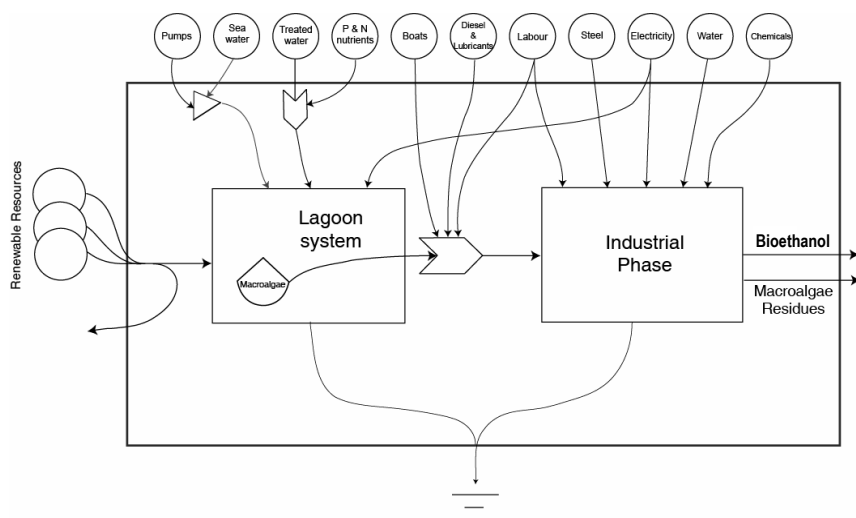 Pumps
Sea
water
Treated
water
P & N
nutrients
Boats
Diesel
&
Lubricants
Labour
Steel
Electricity
Water
Chemicals
Renewable Resources
Lagoon
system
Macroalgae
Industrial
Phase
Bioethanol
Macroalgae
Residues